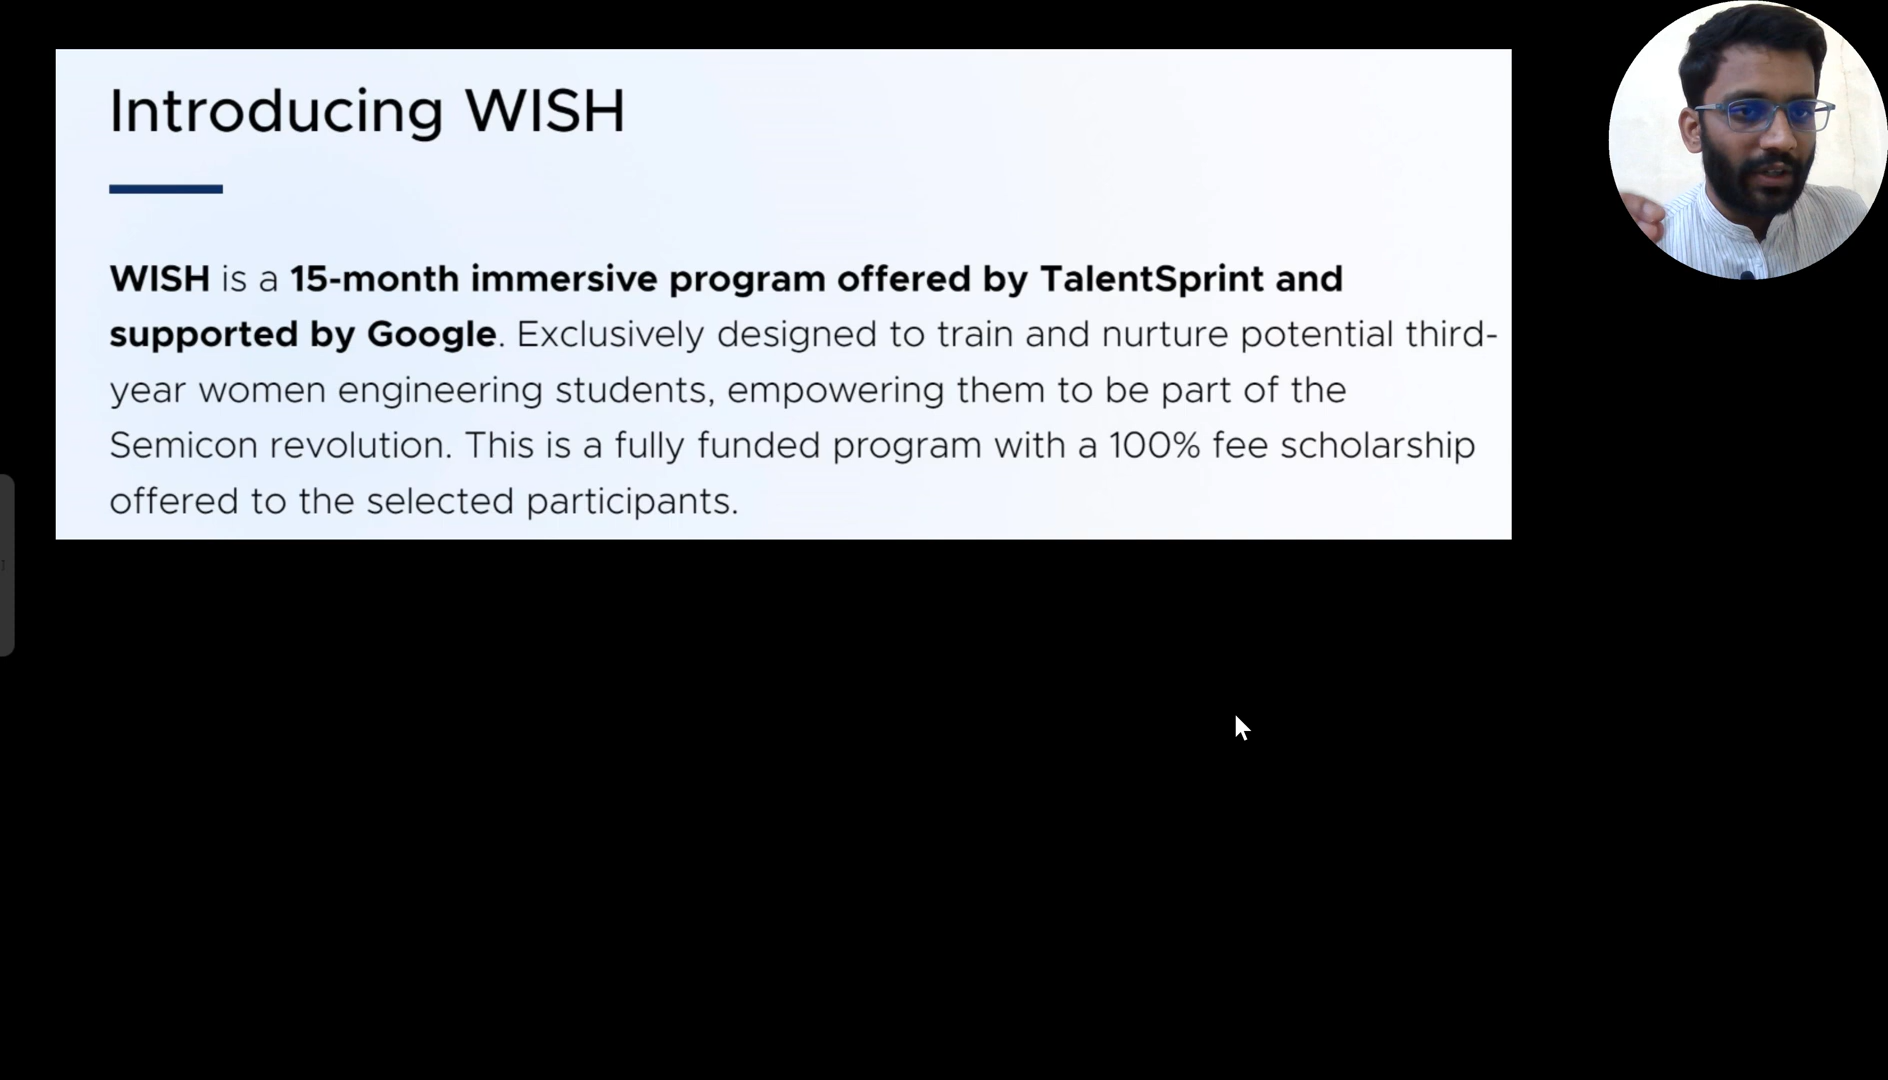 Introducing WISH
WISH is a 15-month immersive program offered by TalentSprint and
supported by Google. Exclusively designed to train and nurture potential third-
year women engineering students, empowering them to be part of the
Semicon revolution. This is a fully funded program with a 100% fee scholarship
offered to the selected participants.